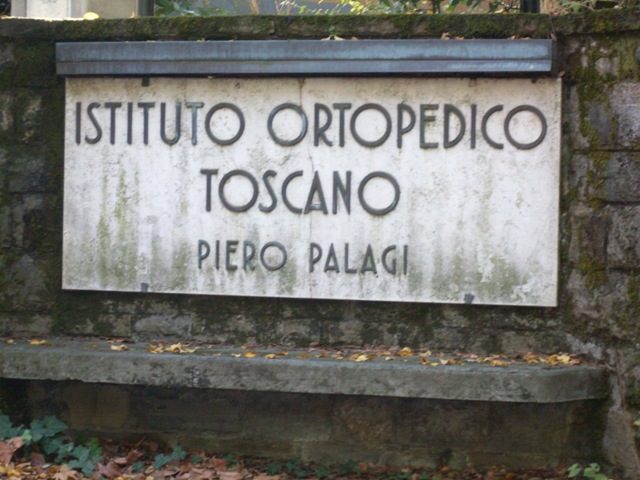 ISTITUTO ORTOPEDICO
TOSCANO
PIERO PALAGI